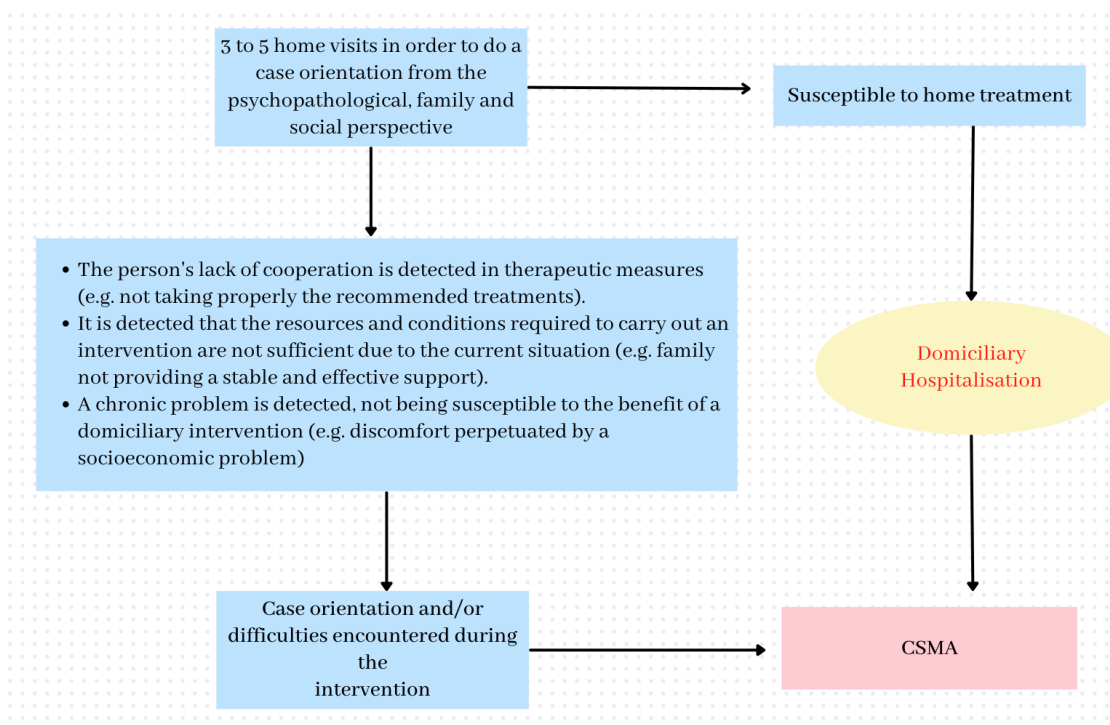 3 to 5 home visits in order to do a
case orientation from the
psychopathological, family and
social perspective
Susceptible to home treatment
• The person's lack of cooperation is detected in therapeutic measures
(e.g. not taking properly the recommended treatments).
• It is detected that the resources and conditions required to carry out an
intervention are not sufficient due to the current situation (e.g. family
not providing a stable and effective support).
• A chronic problem is detected, not being susceptible to the benefit of a
domiciliary intervention (e.g. discomfort perpetuated by a
socioeconomic problem)
Domiciliary
Hospitalisation
Case orientation and/or
difficulties encountered during
the
intervention
CSMA